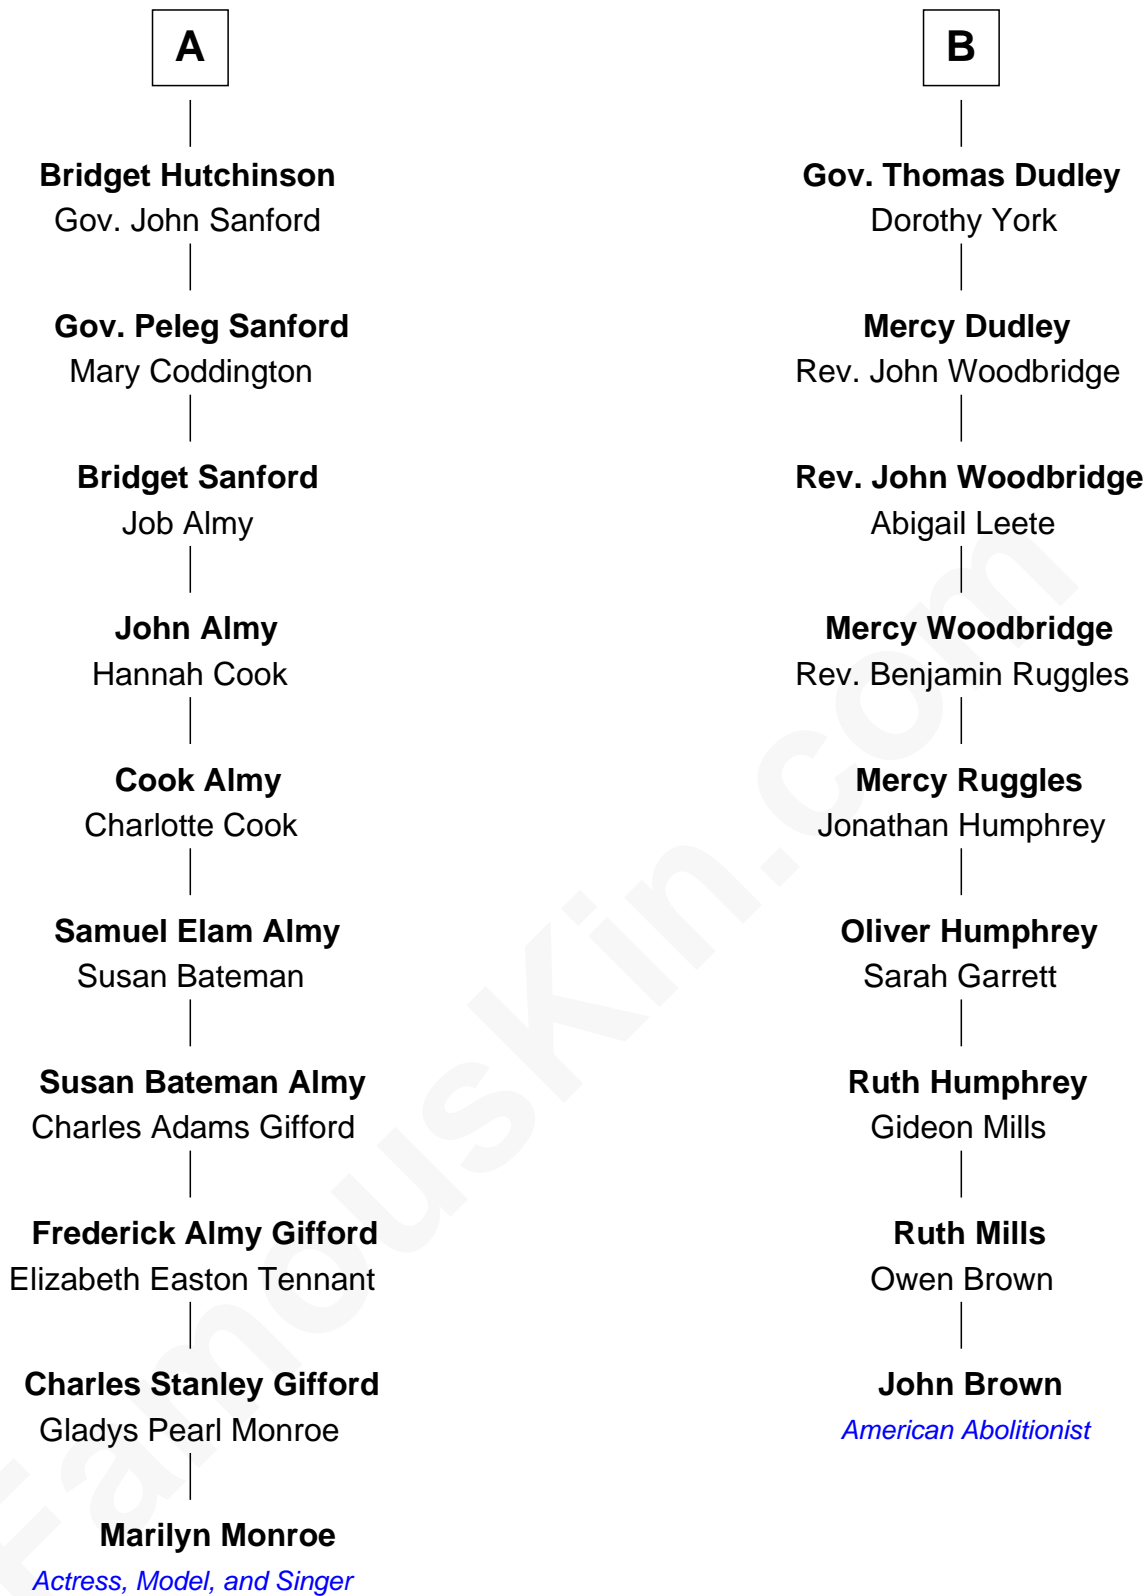 A
Bridget Hutchinson
Gov. John Sanford
Gov. Peleg Sanford
Mary Coddington
Bridget Sanford
Job Almy
John Almy
Hannah Cook
Cook Almy
Charlotte Cook
Samuel Elam Almy
Susan Bateman
Susan Bateman Almy
Charles Adams Gifford
Frederick Almy Gifford
Elizabeth Easton Tennant
Charles Stanley Gifford
Gladys Pearl Monroe
Marilyn Monroe
Actress, Model, and Singer
B
Gov. Thomas Dudley
Dorothy York
Mercy Dudley
Rev. John Woodbridge
Rev. John Woodbridge
Abigail Leete
Mercy Woodbridge
Rev. Benjamin Ruggles
Mercy Ruggles
Jonathan Humphrey
Oliver Humphrey
Sarah Garrett
Ruth Humphrey
Gideon Mills
Ruth Mills
Owen Brown
John Brown
American Abolitionist
FamousKin.com